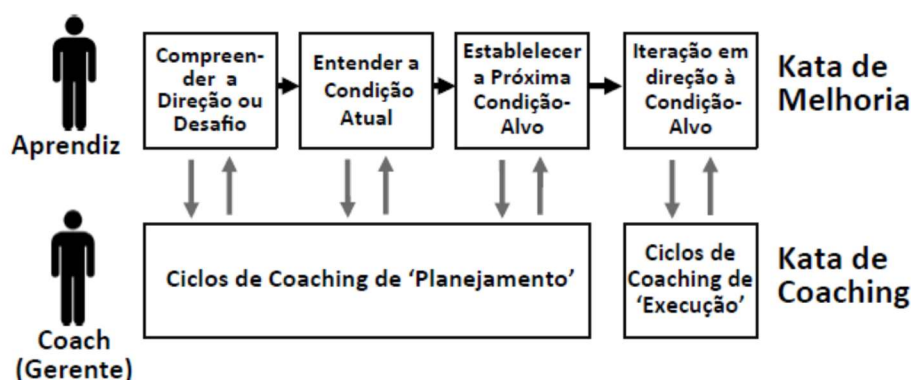 Compreen-
der a
Direção ou
Desafio
Entender a
Condição
Atual
Establelecer
a Próxima
Condição-
Alvo
Iteração em
direção à
Condição-
Alvo
Kata de
Melhoria
Aprendiz
Ciclos de Coaching de ‘Planejamento’
Ciclos de
Coaching de
‘Execução’
Kata de
Coaching
Coach
(Gerente)